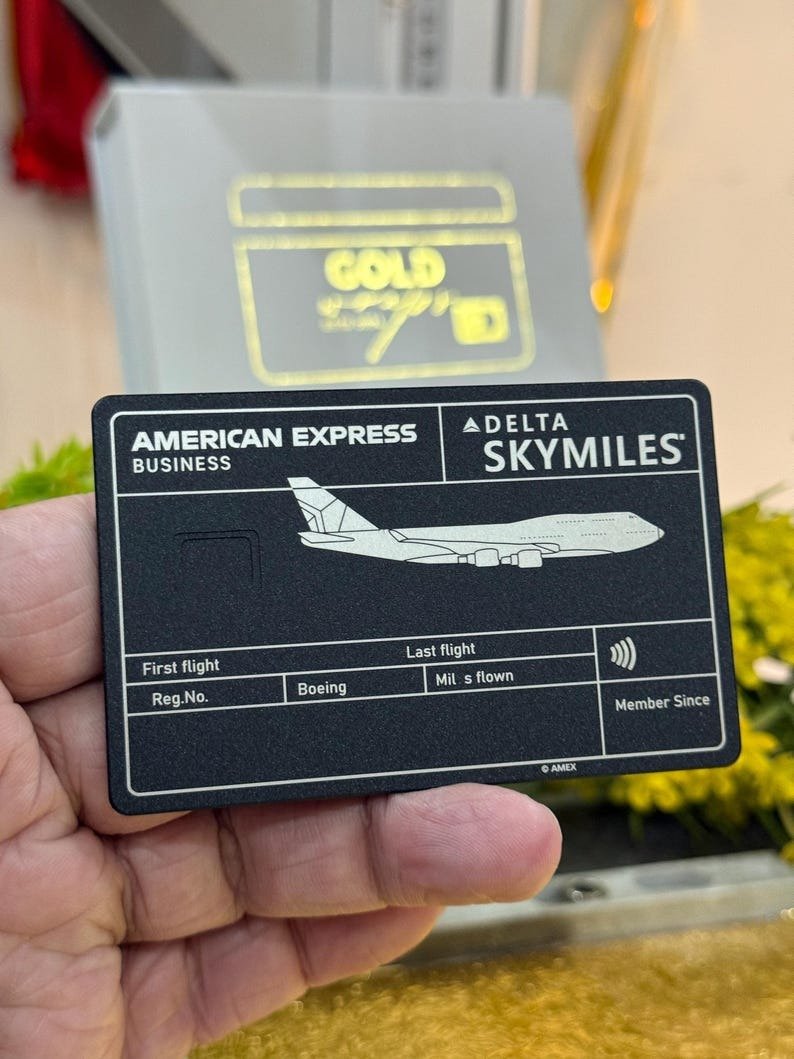 GOLD
AMERICAN EXPRESS
BUSINESS
DELTA
SKYMILES
First flight
Last flight
Reg.No.
Boeing
Mil s flown
Member Since
© AMEX